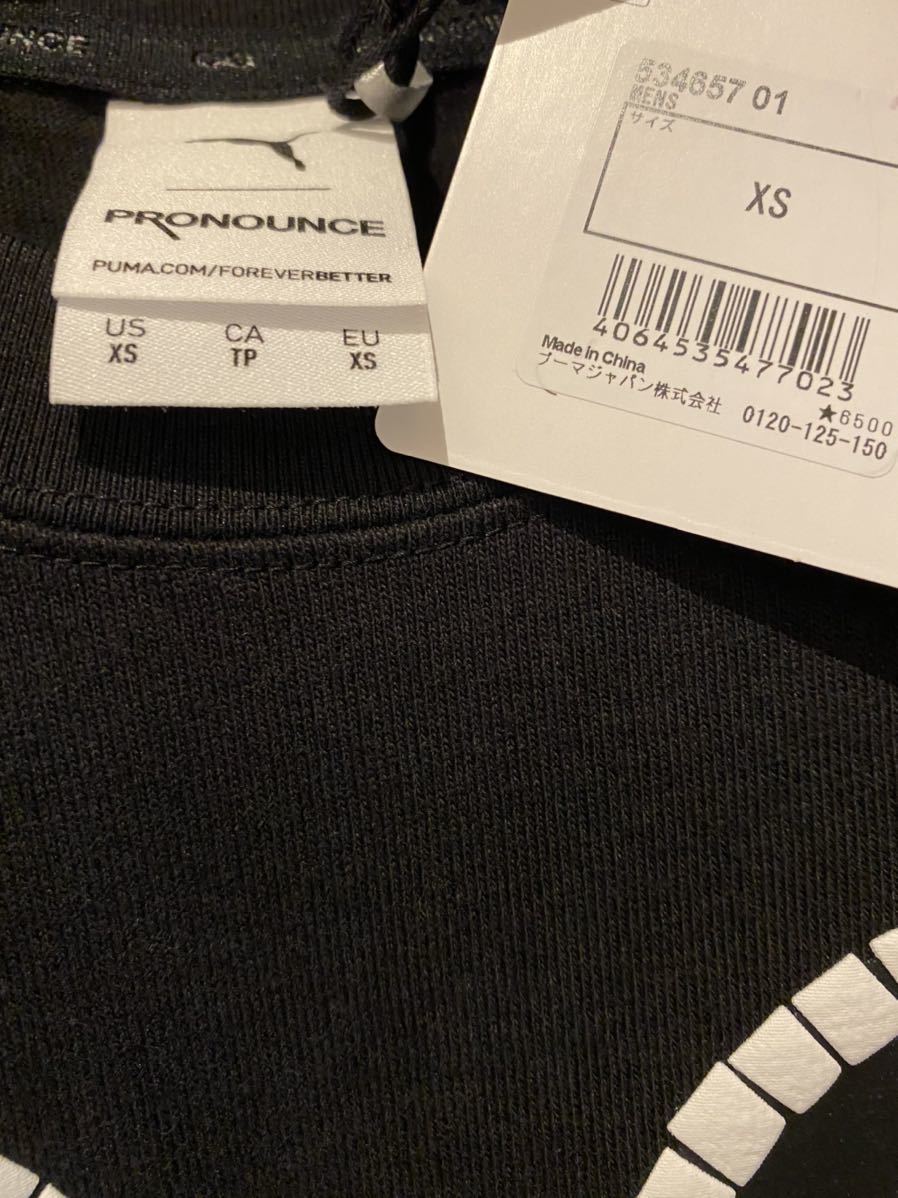 PRONOUNCE
PUMA.COM/FOREVERBETTER
US CA EU
XS TP XS
534657 01
MENS
サイズ
XS
4064535477023
Made in China
プーマジャパン株式会社 0120-125-150
★6500